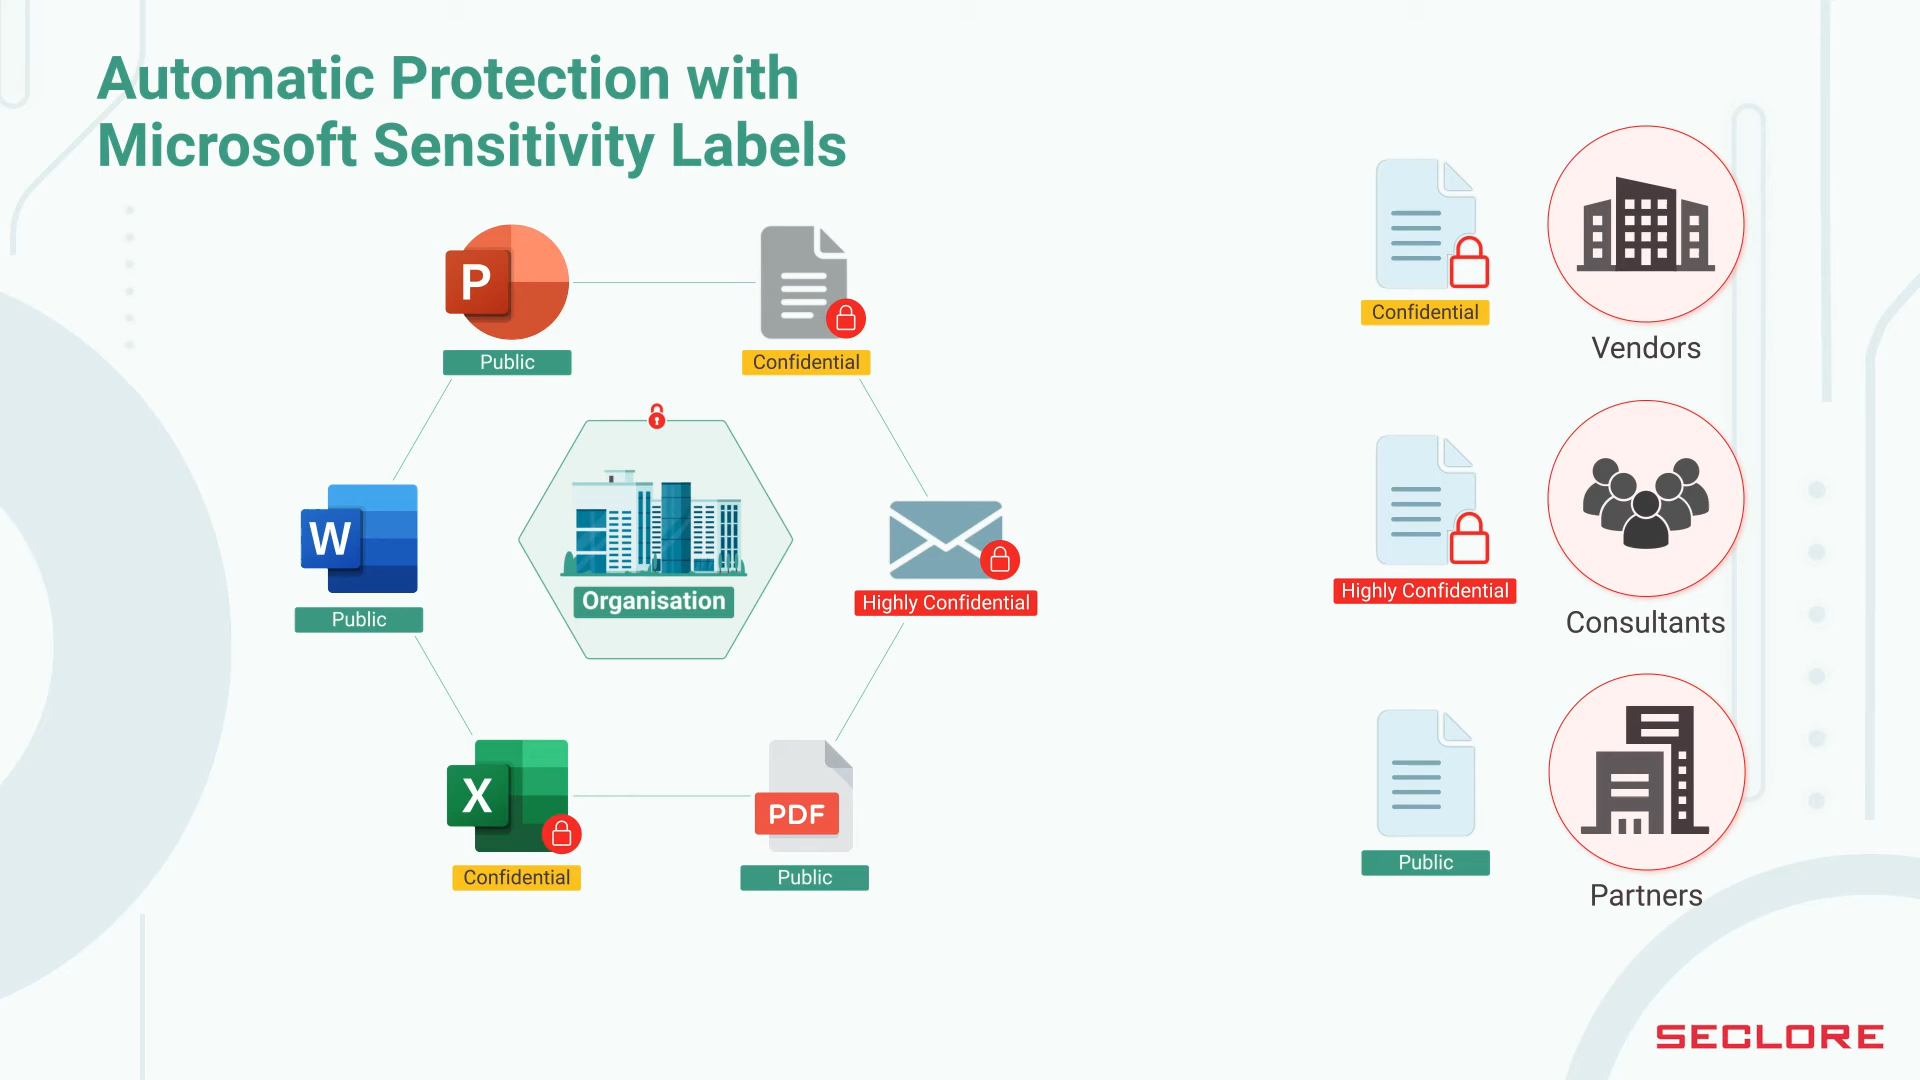 Automatic Protection with
Microsoft Sensitivity Labels
P
Public
Confidential
Confidential
Vendors
W
Public
Organisation
Highly Confidential
Highly Confidential
Consultants
X
Confidential
PDF
Public
Public
Partners
SECLORE